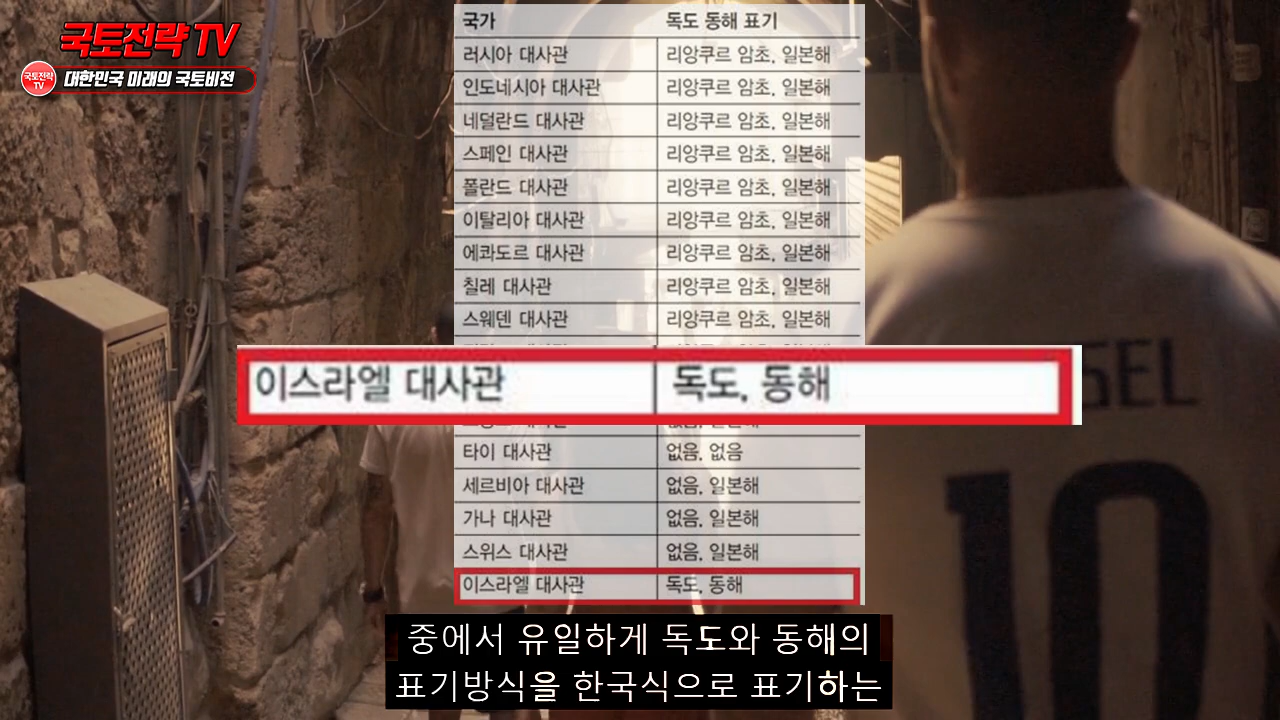 국토전략 TV
국토전략 TV
대한민국 미래의 국토비전
국가 독도 동해 표기
러시아 대사관 리앙쿠르 암초, 일본해
인도네시아 대사관 리앙쿠르 암초, 일본해
네덜란드 대사관 리앙쿠르 암초, 일본해
스페인 대사관 리앙쿠르 암초, 일본해
폴란드 대사관 리앙쿠르 암초, 일본해
이탈리아 대사관 리앙쿠르 암초, 일본해
에콰도르 대사관 리앙쿠르 암초, 일본해
칠레 대사관 리앙쿠르 암초, 일본해
스웨덴 대사관 리앙쿠르 암초, 일본해
이스라엘 대사관 독도, 동해
타이 대사관 없음, 없음
세르비아 대사관 없음, 일본해
가나 대사관 없음, 일본해
스위스 대사관 없음, 일본해
이스라엘 대사관 독도, 동해
10
중에서 유일하게 독도와 동해의
표기방식을 한국식으로 표기하는